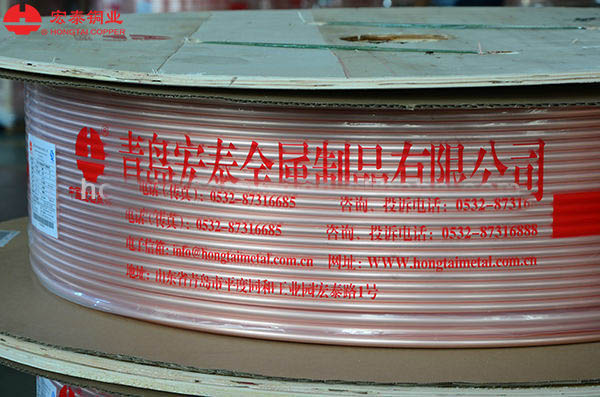 宏泰铜业
HONGTAI COPPER
HTC
青岛宏泰金属制品有限公司
电话(传真): 0532-87316685 咨询、投诉电话: 0532-87316
电话(传真): 0532-87316685 咨询、投诉电话: 0532-87316888
电子信箱: info@hongtaimetal.com.cn 网址: WWW.hongtaimetal.com.cn
地址: 山东省青岛市平度同和工业园宏泰路1号